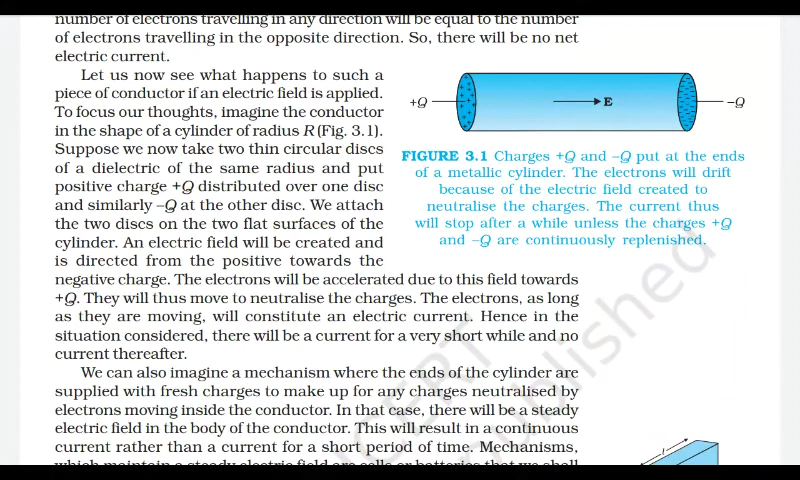 number of electrons travelling in any direction will be equal to the number
of electrons travelling in the opposite direction. So, there will be no net
electric current.
Let us now see what happens to such a
piece of conductor if an electric field is applied.
To focus our thoughts, imagine the conductor
in the shape of a cylinder of radius R (Fig. 3.1).
Suppose we now take two thin circular discs
of a dielectric of the same radius and put
positive charge +Q distributed over one disc
and similarly –Q at the other disc. We attach
the two discs on the two flat surfaces of the
cylinder. An electric field will be created and
is directed from the positive towards the
negative charge. The electrons will be accelerated due to this field towards
+Q. They will thus move to neutralise the charges. The electrons, as long
as they are moving, will constitute an electric current. Hence in the
situation considered, there will be a current for a very short while and no
current thereafter.
We can also imagine a mechanism where the ends of the cylinder are
supplied with fresh charges to make up for any charges neutralised by
electrons moving inside the conductor. In that case, there will be a steady
electric field in the body of the conductor. This will result in a continuous
current rather than a current for a short period of time. Mechanisms,
which maintain a steady electric field are cells or batteries that we shall
+Q
E
–Q
FIGURE 3.1 Charges +Q and –Q put at the ends
of a metallic cylinder. The electrons will drift
because of the electric field created to
neutralise the charges. The current thus
will stop after a while unless the charges +Q
and –Q are continuously replenished.
l